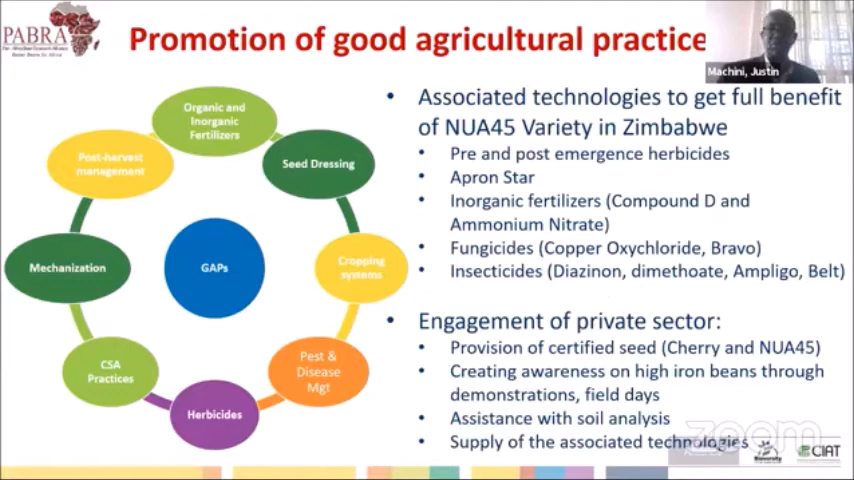 PABRA
Promotion of good agricultural practice
Machini, Justin
Organic and
Inorganic
Fertilizers
Seed Dressing
Cropping
systems
Pest &
Disease
Mgt
Herbicides
CSA
Practices
Mechanization
Post-harvest
management
GAPs
• Associated technologies to get full benefit
of NUA45 Variety in Zimbabwe
• Pre and post emergence herbicides
• Apron Star
• Inorganic fertilizers (Compound D and
Ammonium Nitrate)
• Fungicides (Copper Oxychloride, Bravo)
• Insecticides (Diazinon, dimethoate, Ampligo, Belt)
• Engagement of private sector:
• Provision of certified seed (Cherry and NUA45)
• Creating awareness on high iron beans through
demonstrations, field days
• Assistance with soil analysis
• Supply of the associated technologies
zoom
CIAT